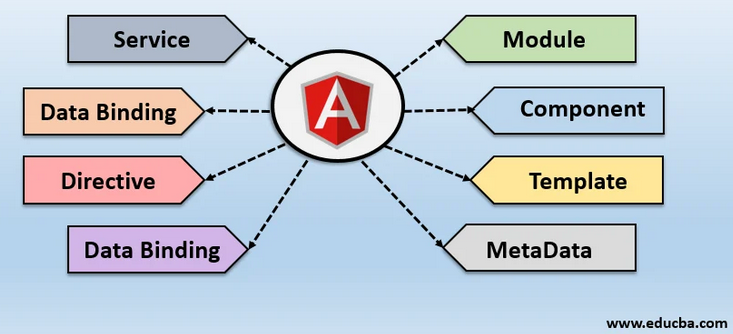 Service
Module
Data Binding
Component
Directive
Template
Data Binding
MetaData
www.educba.com